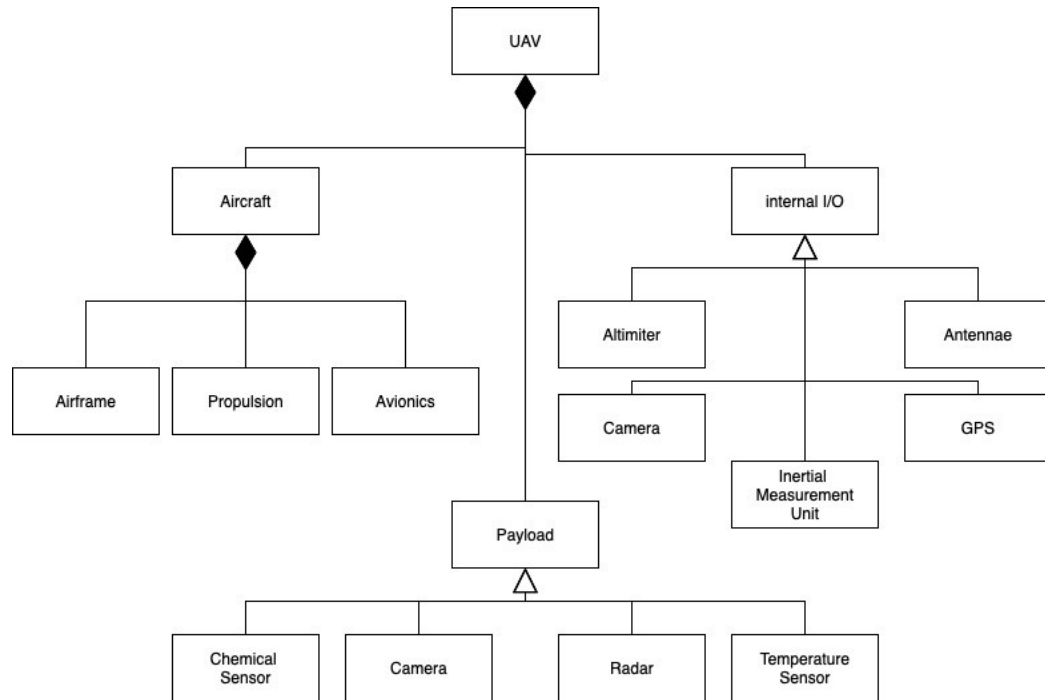 UAV
Aircraft
internal I/O
Altimiter
Antennae
Airframe
Propulsion
Avionics
Camera
GPS
Inertial
Measurement
Unit
Payload
Chemical
Sensor
Camera
Radar
Temperature
Sensor